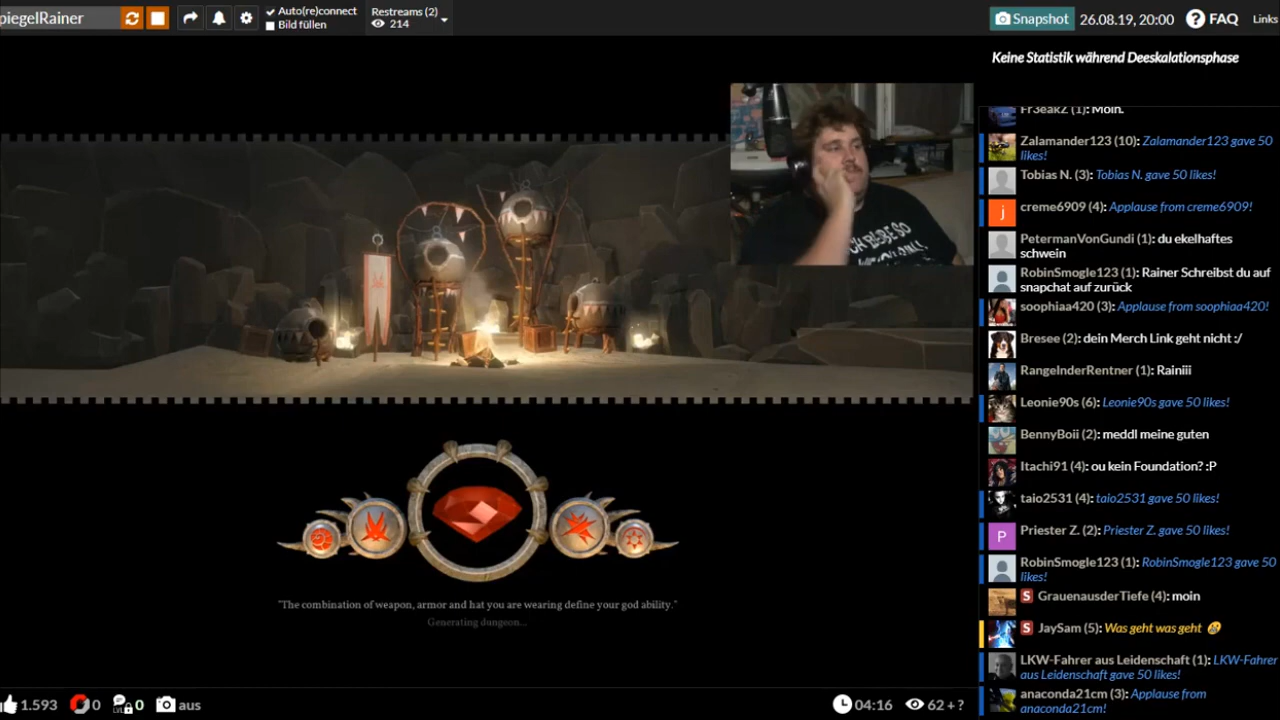 piegelRainer
Auto(re)connect
Bild füllen
Restreams (2)
214
Snapshot
26.08.19, 20:00
FAQ
Links
Keine Statistik während Deeskalationsphase
Fr3eakZ (1): Moin.
Zalamander123 (10): Zalamander123 gave 50
likes!
Tobias N. (3): Tobias N. gave 50 likes!
creme6909 (4): Applause from creme6909!
j
PetermanVonGundi (1): du ekelhaftes
schwein
RobinSmogle123 (1): Rainer Schreibst du auf
snapchat auf zurück
soophiaa420 (3): Applause from soophiaa420!
Bresee (2): dein Merch Link geht nicht :/
RangeInderRentner (1): Rainiii
Leonie90s (6): Leonie90s gave 50 likes!
BennyBoii (2): meddl meine guten
Itachi91 (4): ou kein Foundation? :P
taio2531 (4): taio2531 gave 50 likes!
Priester Z. (2): Priester Z. gave 50 likes!
P
RobinSmogle123 (1): RobinSmogle123 gave 50
likes!
S GrauenausderTiefe (4): moin
S JaySam (5): Was geht was geht
LKW-Fahrer aus Leidenschaft (1): LKW-Fahrer
aus Leidenschaft gave 50 likes!
anaconda21cm (3): Applause from
anaconda21cm!
"The combination of weapon, armor and hat you are wearing define your god ability."
Generating dungeon...
1.593
0
0
aus
04:16
62 + ?